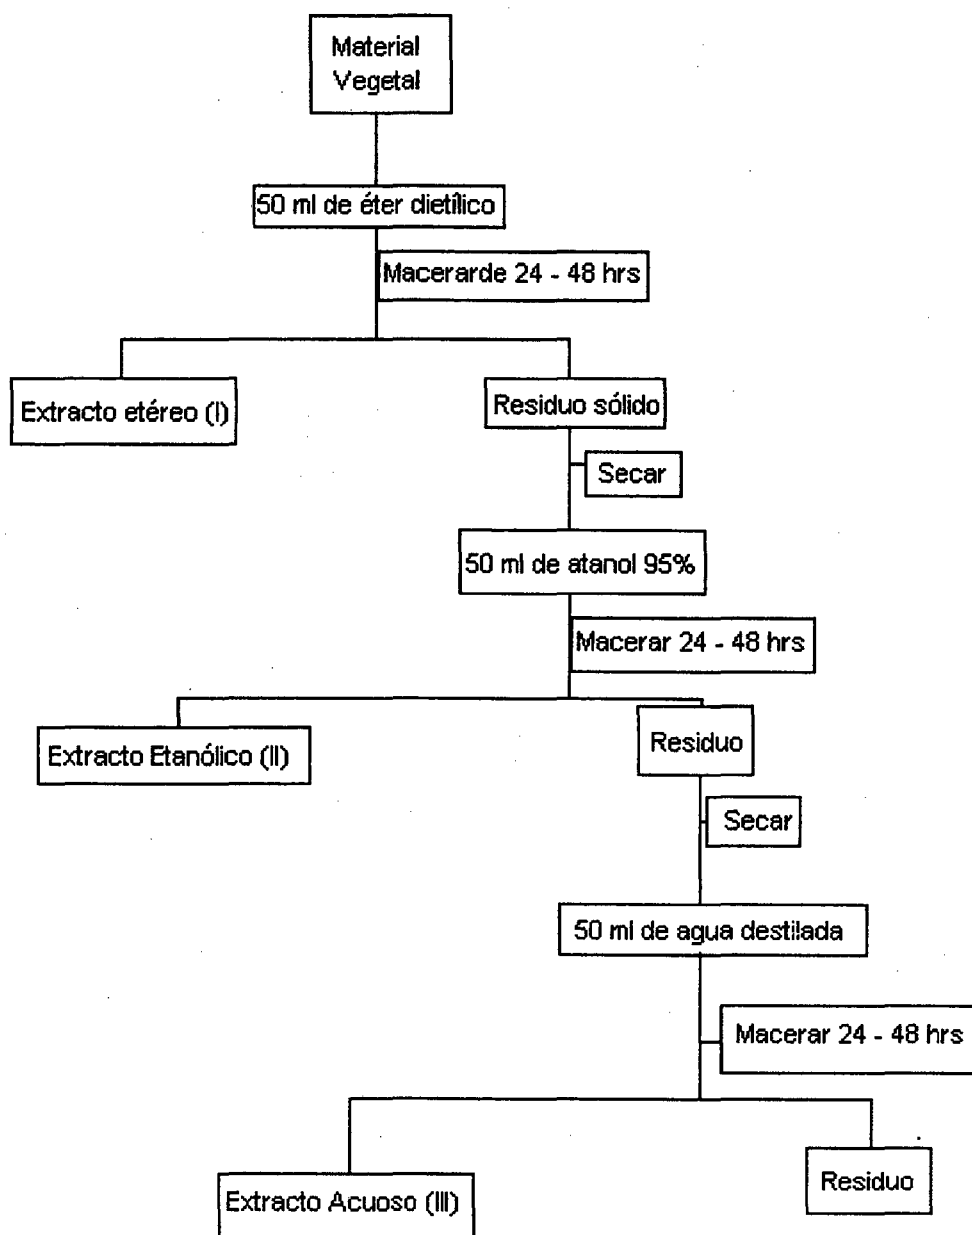 Material
Vegetal
50 ml de éter dietílico
Macerarde 24 - 48 hrs
Extracto etéreo (I)
Residuo sólido
Secar
50 ml de atanol 95%
Macerar 24 - 48 hrs
Extracto Etanólico (II)
Residuo
Secar
50 ml de agua destilada
Macerar 24 - 48 hrs
Extracto Acuoso (III)
Residuo